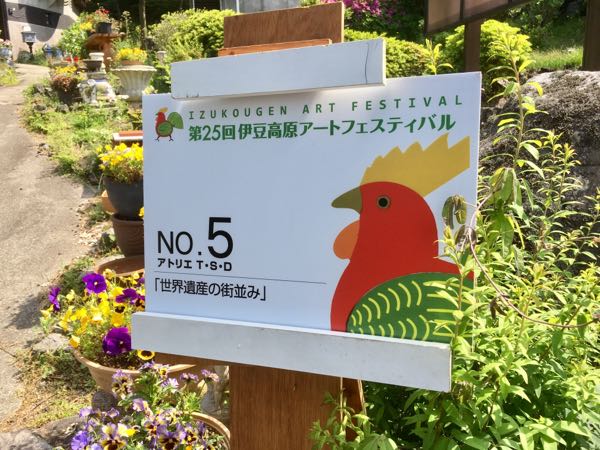 IZUKOUGEN ART FESTIVAL
第25回 伊豆高原アートフェスティバル
NO.5
アトリエ T・S・D
「世界遺産の街並み」